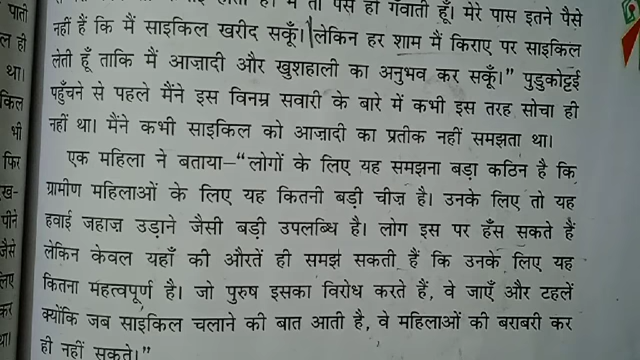 पाती
ल ही
था।
किल
भी
फिर
ख-
पीने
जैसे
लिए
कर
था।
मैं तो पैसे ही गँवाती हूँ। मेरे पास इतने पैसे
नहीं हैं कि मैं साइकिल खरीद सकूँ। लेकिन हर शाम मैं किराए पर साइकिल
लेती हूँ ताकि मैं आज़ादी और खुशहाली का अनुभव कर सकूँ।” पुडुकोट्टई
पहुँचने से पहले मैंने इस विनम्र सवारी के बारे में कभी इस तरह सोचा ही
नहीं था। मैंने कभी साइकिल को आज़ादी का प्रतीक नहीं समझता था।
एक महिला ने बताया–“लोगों के लिए यह समझना बड़ा कठिन है कि
ग्रामीण महिलाओं के लिए यह कितनी बड़ी चीज़ है। उनके लिए तो यह
हवाई जहाज़ उड़ाने जैसी बड़ी उपलब्धि है। लोग इस पर हँस सकते हैं
लेकिन केवल यहाँ की औरतें ही समझ सकती हैं कि उनके लिए यह
कितना महत्वपूर्ण है। जो पुरुष इसका विरोध करते हैं, वे जाएँ और टहलें
क्योंकि जब साइकिल चलाने की बात आती है, वे महिलाओं की बराबरी कर
ही नहीं सकते।”